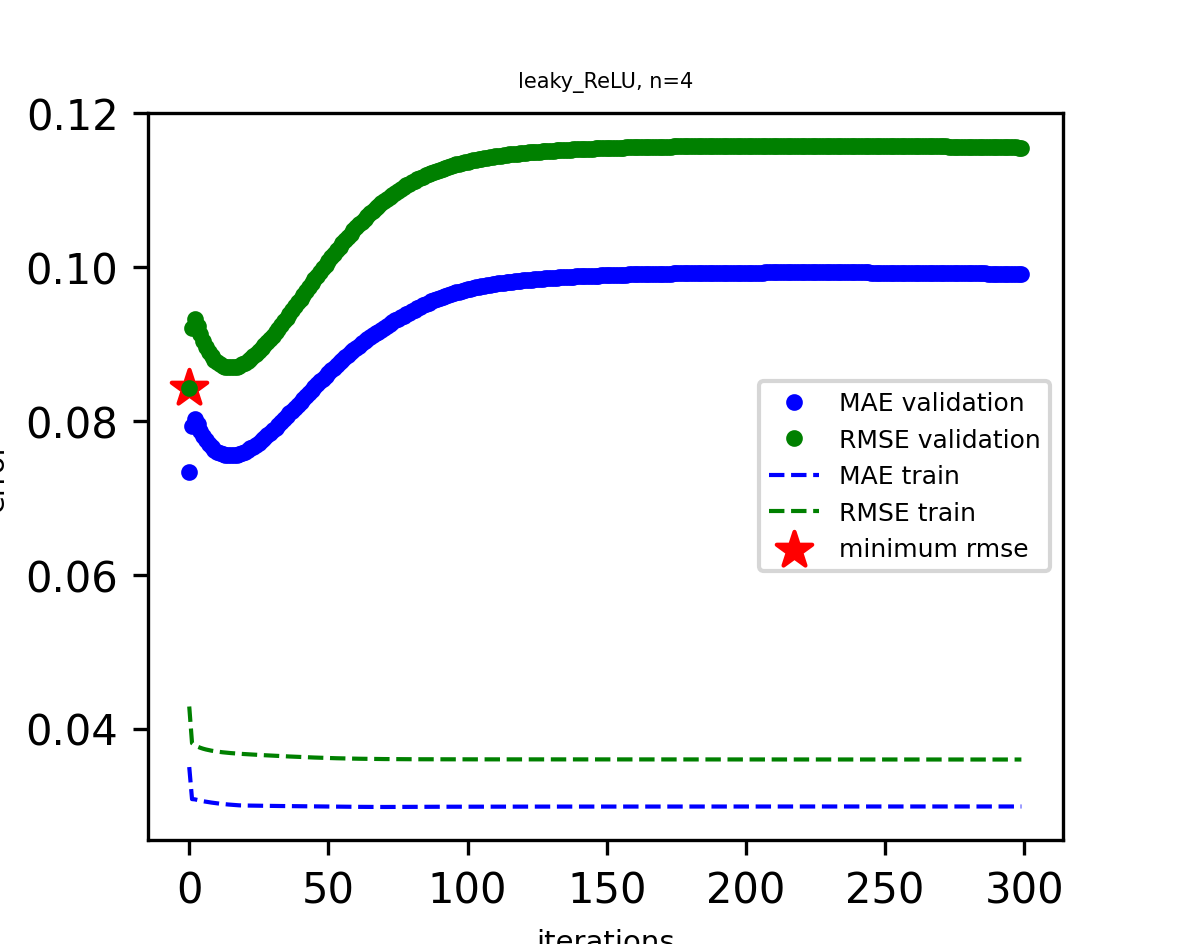 leaky_ReLU, n=4
0.12
0.10
0.08
0.06
0.04
MAE validation
RMSE validation
MAE train
RMSE train
minimum rmse
0 50 100 150 200 250 300
iterations